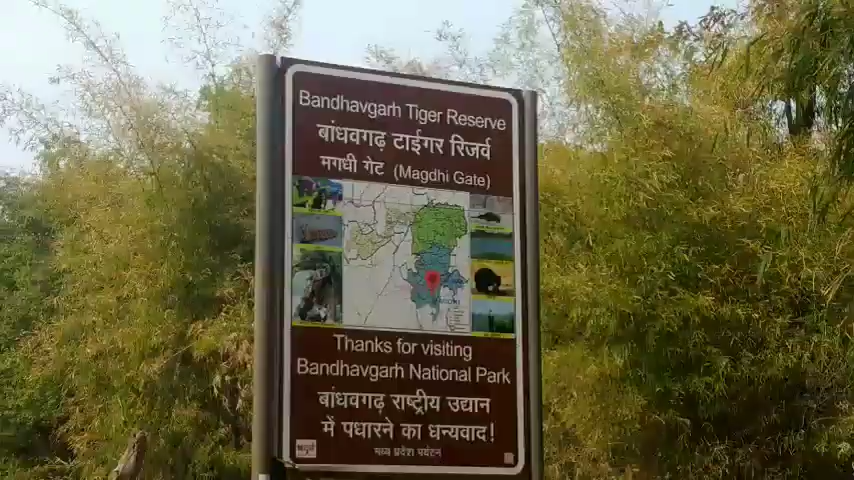 Bandhavgarh Tiger Reserve
बांधवगढ़ टाईगर रिजर्व
मगधी गेट (Magdhi Gate)
Thanks for visiting
Bandhavgarh National Park
बांधवगढ़ राष्ट्रीय उद्यान
में पधारने का धन्यवाद!
मध्य प्रदेश पर्यटन